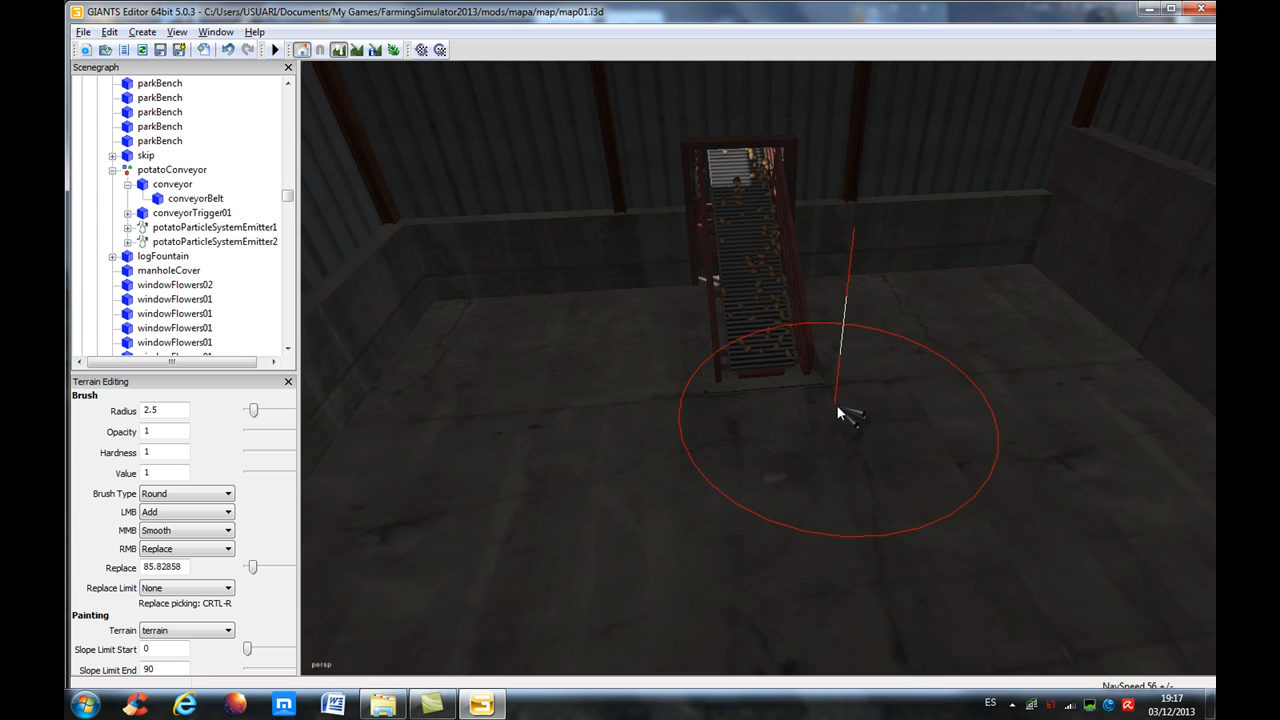 GIANTS Editor 64bit 5.0.3 - C:/Users/USUARI/Documents/My Games/FarmingSimulator2013/mods/mapa/map/map01.i3d
File Edit Create View Window Help
Scenegraph
parkBench
parkBench
parkBench
parkBench
parkBench
skip
potatoConveyor
conveyor
conveyorBelt
conveyorTrigger01
potatoParticleSystemEmitter1
potatoParticleSystemEmitter2
logFountain
manholeCover
windowFlowers02
windowFlowers01
windowFlowers01
windowFlowers01
windowFlowers01
Terrain Editing
Brush
Radius 2.5
Opacity 1
Hardness 1
Value 1
Brush Type Round
LMB Add
MMB Smooth
RMB Replace
Replace 85.82858
Replace Limit None
Replace picking: CRTL-R
Painting
Terrain terrain
Slope Limit Start 0
Slope Limit End 90
persp
NavSpeed 56 +/-
ES
19:17
03/12/2013